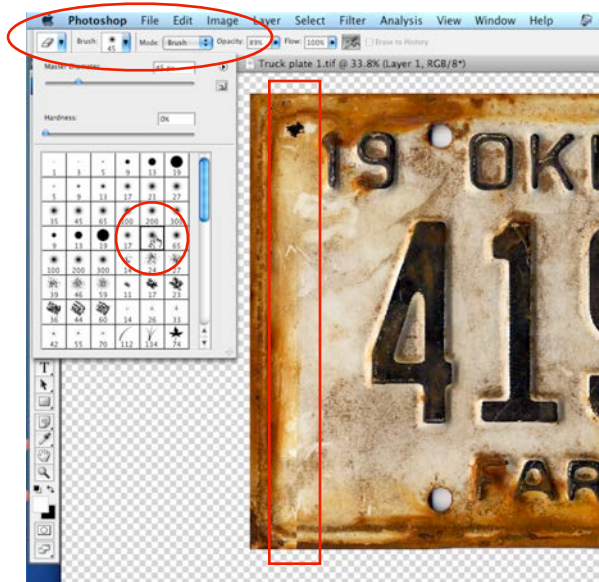 Photoshop File Edit Image Layer Select Filter Analysis View Window Help
Brush: 45 Mode: Brush Opacity: 89% Flow: 100% Erase to History
Master Diameter 45 px
Truck plate 1.tif @ 33.8% (Layer 1, RGB/8*)
Hardness: 0%
1 3 5 9 13 19
5 9 13 17 21 27
35 45 65 100 200 300
9 13 19 17 45 65
100 200 300 14 24 27
39 46 59 11 17 23
36 44 60 14 26 33
42 55 70 112 134 74
T
19 OK
419
FAR